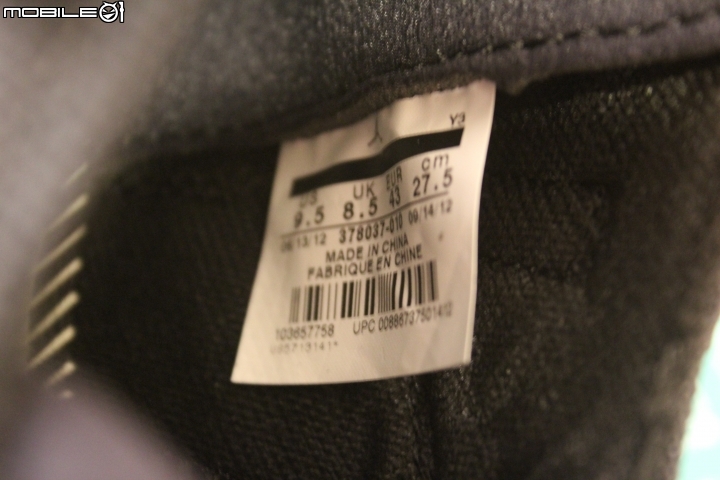 MOBILE01
Y3
US UK EUR cm
9.5 8.5 43 27.5
06/13/12 378037-010 09/14/12
MADE IN CHINA
FABRIQUE EN CHINE
103657758 UPC 00886737501412